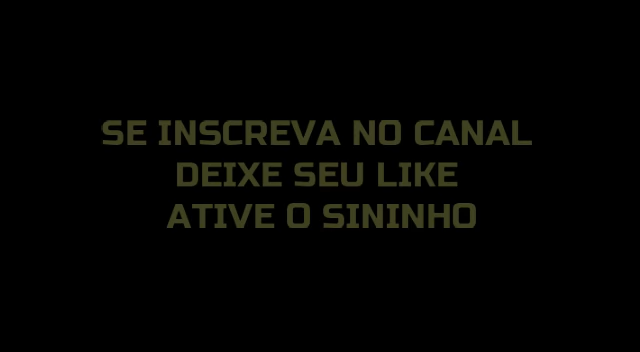 SE INSCREVA NO CANAL
DEIXE SEU LIKE
ATIVE O SININHO